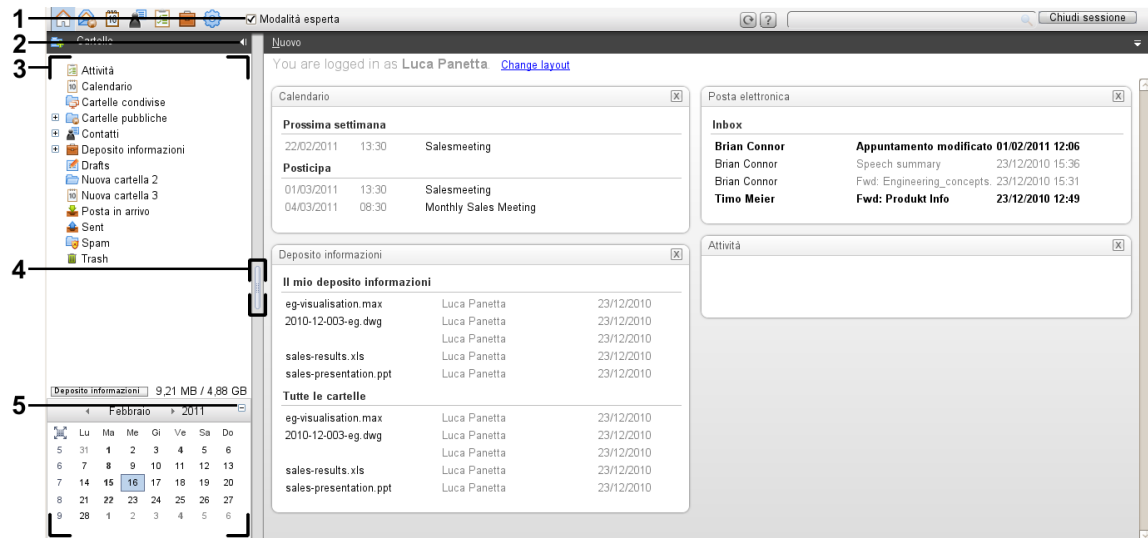 1
Modalità esperta
?
Chiudi sessione
2
Cartelle
Nuovo
3
You are logged in as Luca Panetta Change layout
Attività
Calendario
Cartelle condivise
Cartelle pubbliche
Contatti
Deposito informazioni
Drafts
Nuova cartella 2
Nuova cartella 3
Posta in arrivo
Sent
Spam
Trash
4
Deposito informazioni 9,21 MB / 4,88 GB
5
Febbraio 2011
Lu Ma Me Gi Ve Sa Do
5 31 1 2 3 4 5 6
6 7 8 9 10 11 12 13
7 14 15 16 17 18 19 20
8 21 22 23 24 25 26 27
9 28 1 2 3 4 5 6
Calendario X
Prossima settimana
22/02/2011 13:30 Salesmeeting
Posticipa
01/03/2011 13:30 Salesmeeting
04/03/2011 08:30 Monthly Sales Meeting
Deposito informazioni X
Il mio deposito informazioni
eg-visualisation.max Luca Panetta 23/12/2010
2010-12-003-eg.dwg Luca Panetta 23/12/2010
Luca Panetta 23/12/2010
sales-results.xls Luca Panetta 23/12/2010
sales-presentation.ppt Luca Panetta 23/12/2010
Tutte le cartelle
eg-visualisation.max Luca Panetta 23/12/2010
2010-12-003-eg.dwg Luca Panetta 23/12/2010
Luca Panetta 23/12/2010
sales-results.xls Luca Panetta 23/12/2010
sales-presentation.ppt Luca Panetta 23/12/2010
Posta elettronica X
Inbox
Brian Connor Appuntamento modificato 01/02/2011 12:06
Brian Connor Speech summary 23/12/2010 15:36
Brian Connor Fwd: Engineering_concepts. 23/12/2010 15:31
Timo Meier Fwd: Produkt Info 23/12/2010 12:49
Attività X